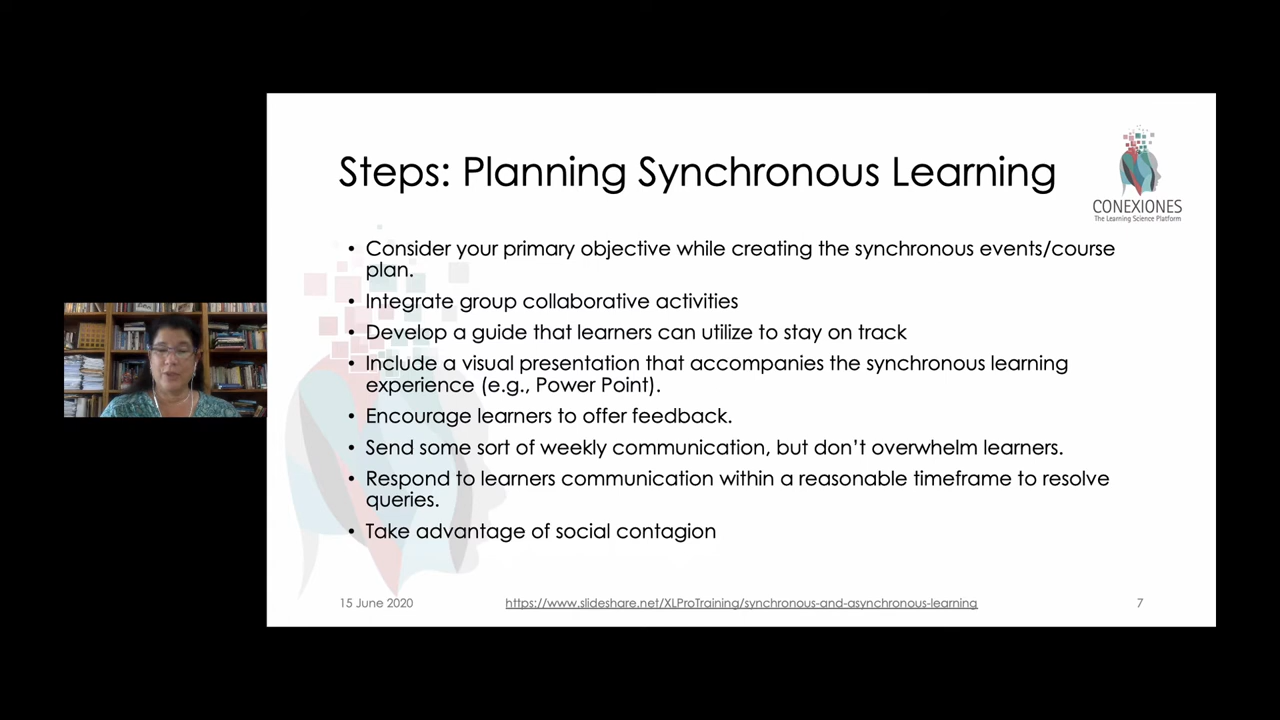 Steps: Planning Synchronous Learning
CONEXIONES
The Learning Science Platform
• Consider your primary objective while creating the synchronous events/course
plan.
• Integrate group collaborative activities
• Develop a guide that learners can utilize to stay on track
• Include a visual presentation that accompanies the synchronous learning
experience (e.g., Power Point).
• Encourage learners to offer feedback.
• Send some sort of weekly communication, but don’t overwhelm learners.
• Respond to learners communication within a reasonable timeframe to resolve
queries.
• Take advantage of social contagion
15 June 2020
https://www.slideshare.net/XLProTraining/synchronous-and-asynchronous-learning
7